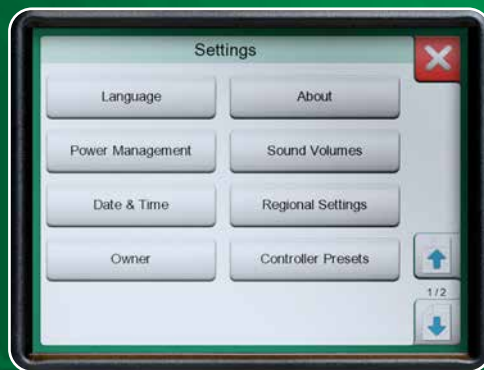 Settings
Language
About
Power Management
Sound Volumes
Date & Time
Regional Settings
Owner
Controller Presets
1/2